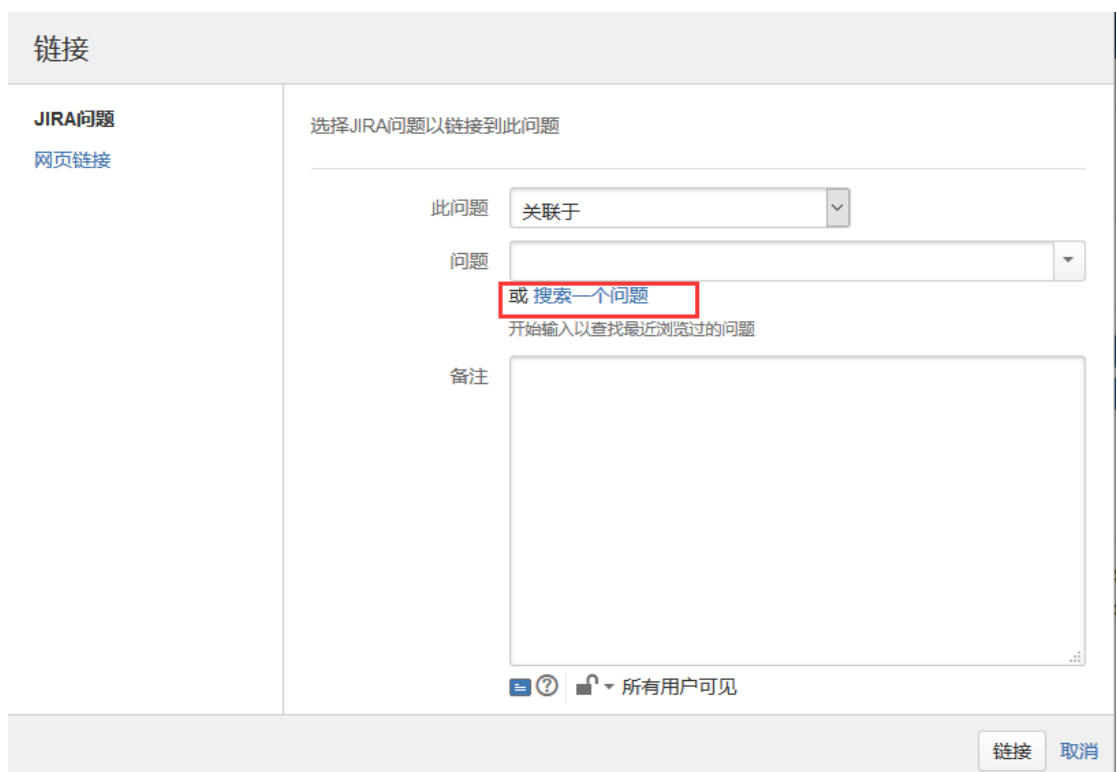 链接
JIRA问题
网页链接
选择JIRA问题以链接到此问题
此问题
关联于
问题
或 搜索一个问题
开始输入以查找最近浏览过的问题
备注
所有用户可见
链接
取消